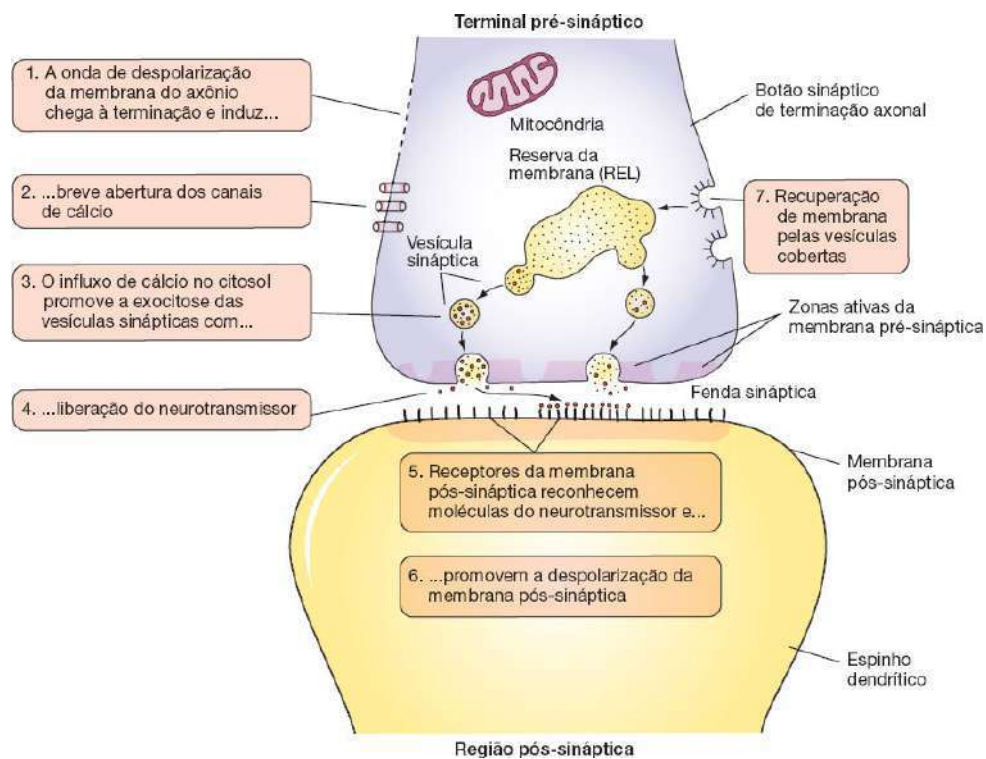 Terminal pré-sináptico
1. A onda de despolarização
da membrana do axônio
chega à terminação e induz...
2. ...breve abertura dos canais
de cálcio
3. O influxo de cálcio no citosol
promove a exocitose das
vesículas sinápticas com...
4. ...liberação do neurotransmissor
Mitocôndria
Reserva da
membrana (REL)
Vesícula
sináptica
Botão sináptico
de terminação axonal
7. Recuperação
de membrana
pelas vesículas
cobertas
Zonas ativas da
membrana pré-sináptica
Fenda sináptica
5. Receptores da membrana
pós-sináptica reconhecem
moléculas do neurotransmissor e...
6. ...promovem a despolarização da
membrana pós-sináptica
Membrana
pós-sináptica
Espinho
dendrítico
Região pós-sináptica